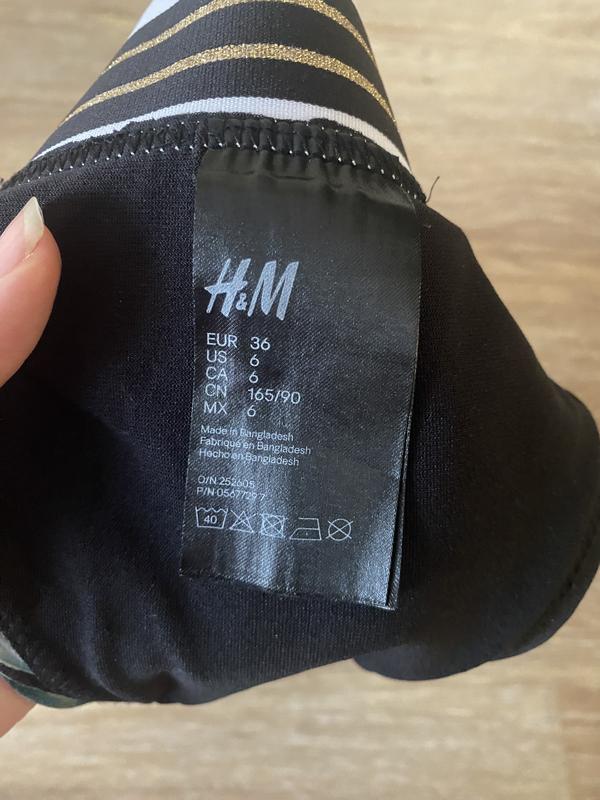 H&M
EUR 36
US 6
CA 6
CN 165/90
MX 6
Made in Bangladesh
Fabriqué en Bangladesh
Hecho en Bangladesh
O/N 252605
P/N 0567729 7
40